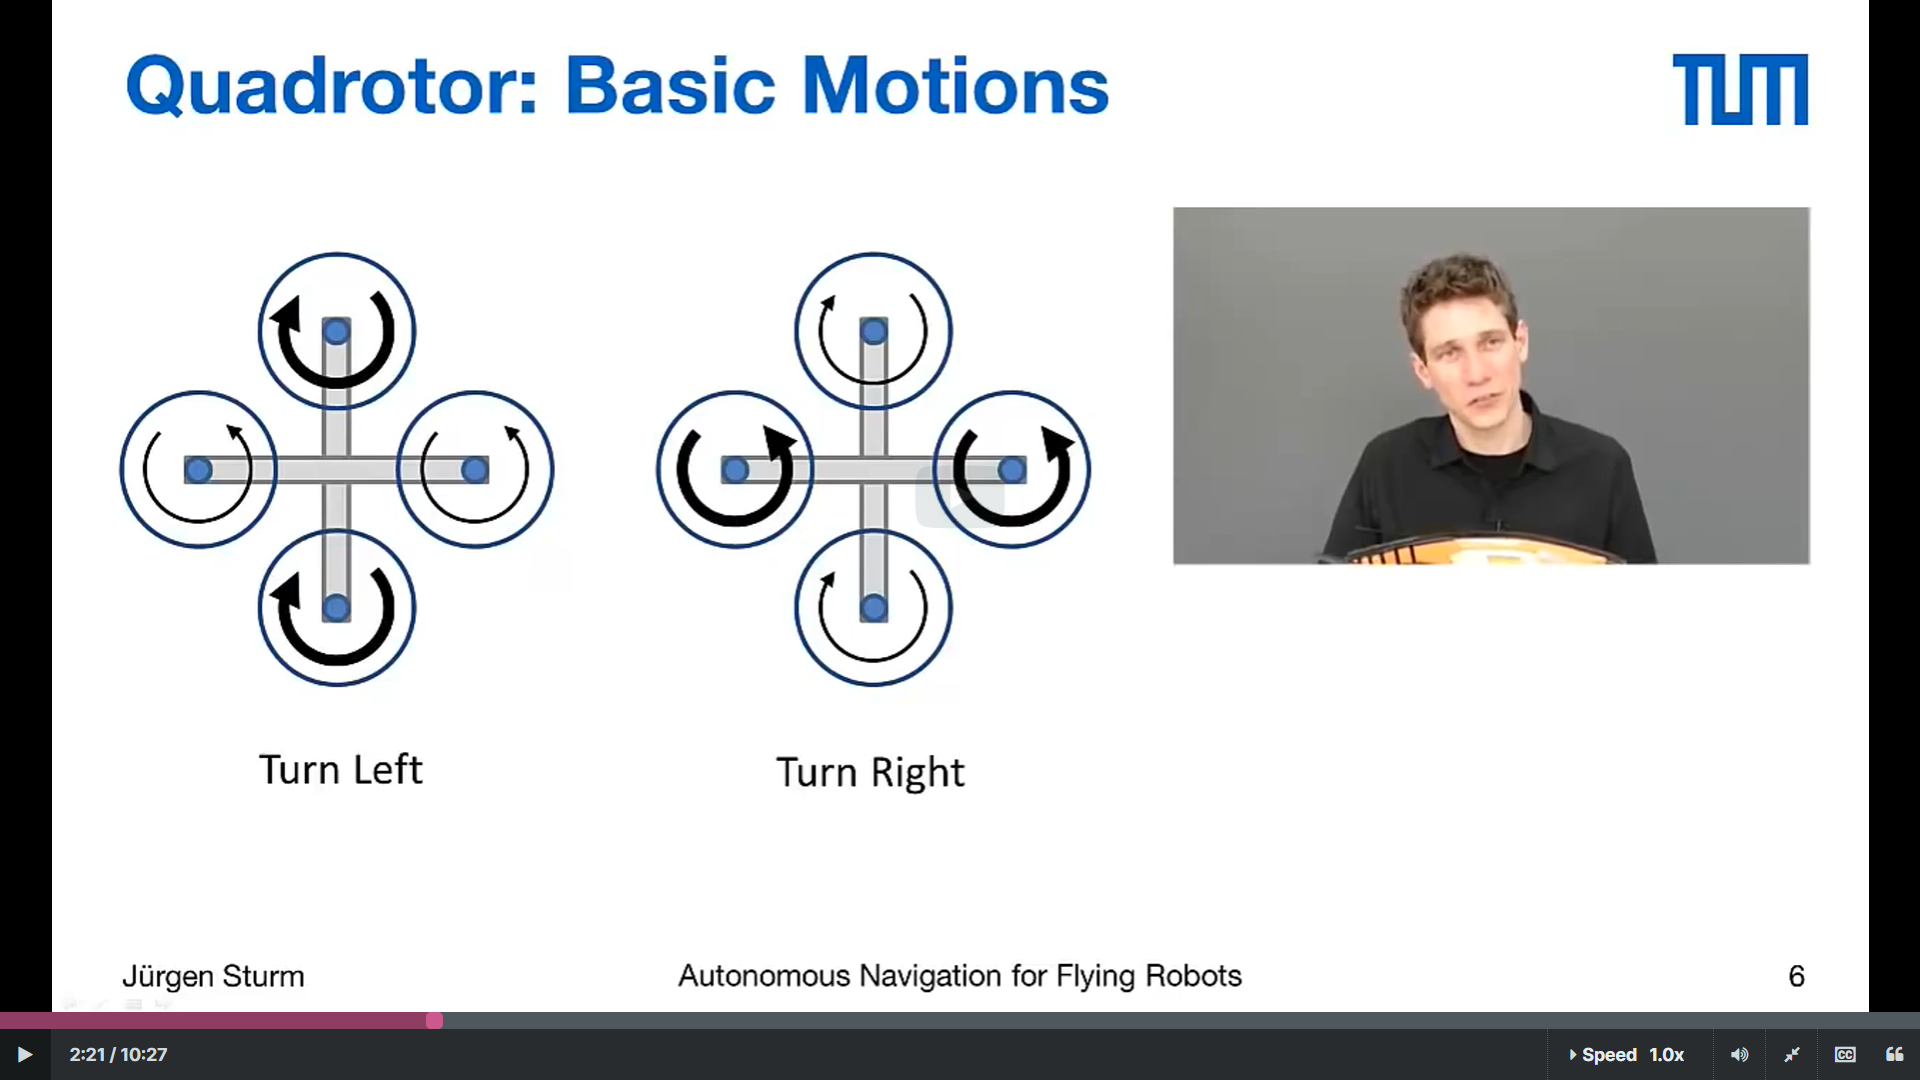 Quadrotor: Basic Motions
TUM
Turn Left
Turn Right
Jürgen Sturm
Autonomous Navigation for Flying Robots
6
2:21 / 10:27
Speed 1.0x
CC